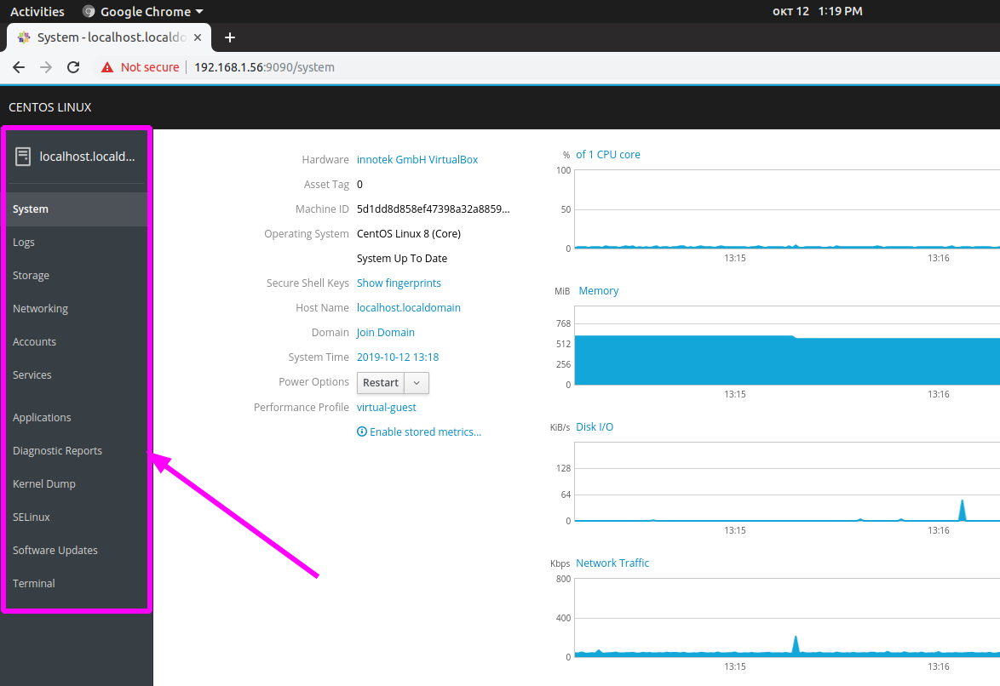 Activities Google Chrome окт 12 1:19 PM
System - localhost.localdo
Not secure 192.168.1.56:9090/system
CENTOS LINUX
localhost.locald...
System
Logs
Storage
Networking
Accounts
Services
Applications
Diagnostic Reports
Kernel Dump
SELinux
Software Updates
Terminal
Hardware innotek GmbH VirtualBox
Asset Tag 0
Machine ID 5d1dd8d858ef47398a32a8859...
Operating System CentOS Linux 8 (Core)
System Up To Date
Secure Shell Keys Show fingerprints
Host Name localhost.localdomain
Domain Join Domain
System Time 2019-10-12 13:18
Power Options Restart
Performance Profile virtual-guest
Enable stored metrics...
% of 1 CPU core
100
50
0
13:15 13:16
MiB Memory
768
512
256
0
13:15 13:16
KiB/s Disk I/O
128
64
0
13:15 13:16
Kbps Network Traffic
800
400
0
13:15 13:16